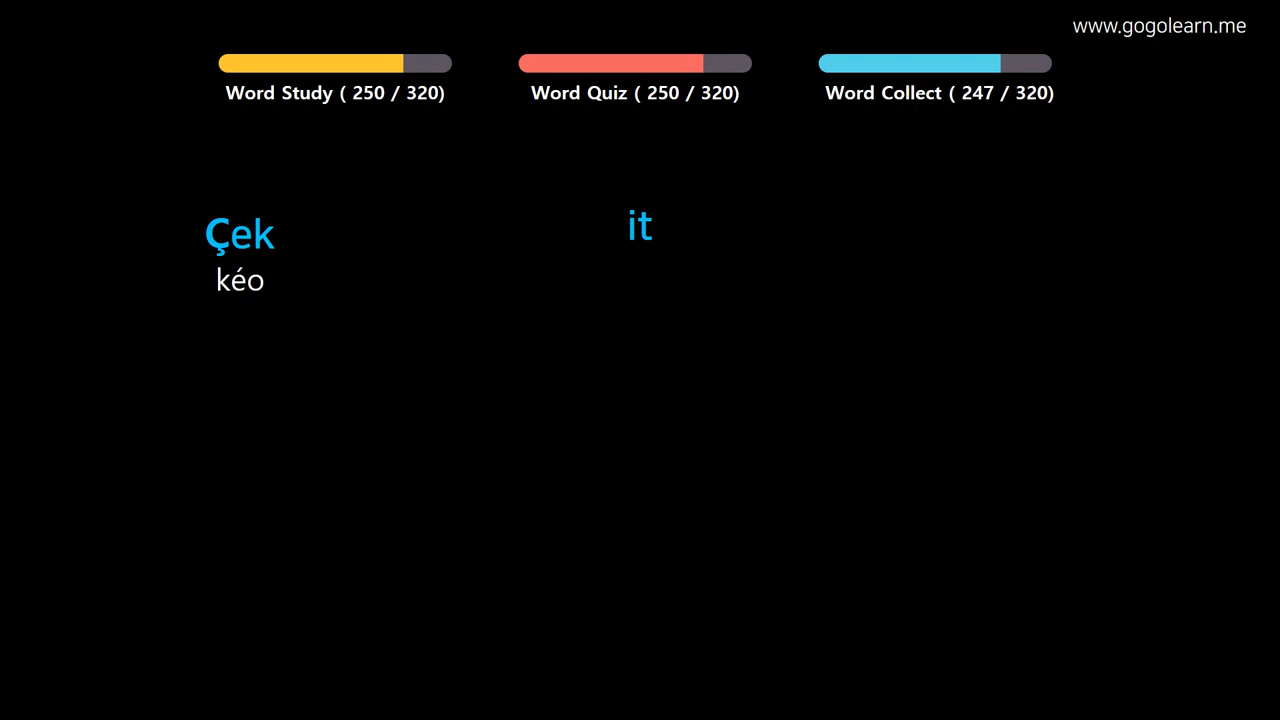 www.gogolearn.me
Word Study ( 250 / 320)
Word Quiz ( 250 / 320)
Word Collect ( 247 / 320)
Çek
kéo
it